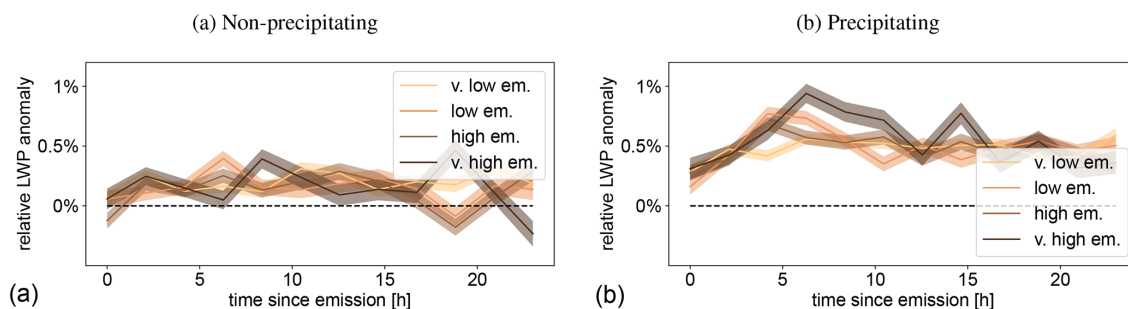 (a) Non-precipitating
1%
0.5%
0%
relative LWP anomaly
v. low em.
low em.
high em.
v. high em.
0
5
10
15
20
time since emission [h]
(a)
(b) Precipitating
1%
0.5%
0%
relative LWP anomaly
v. low em.
low em.
high em.
v. high em.
0
5
10
15
20
time since emission [h]
(b)